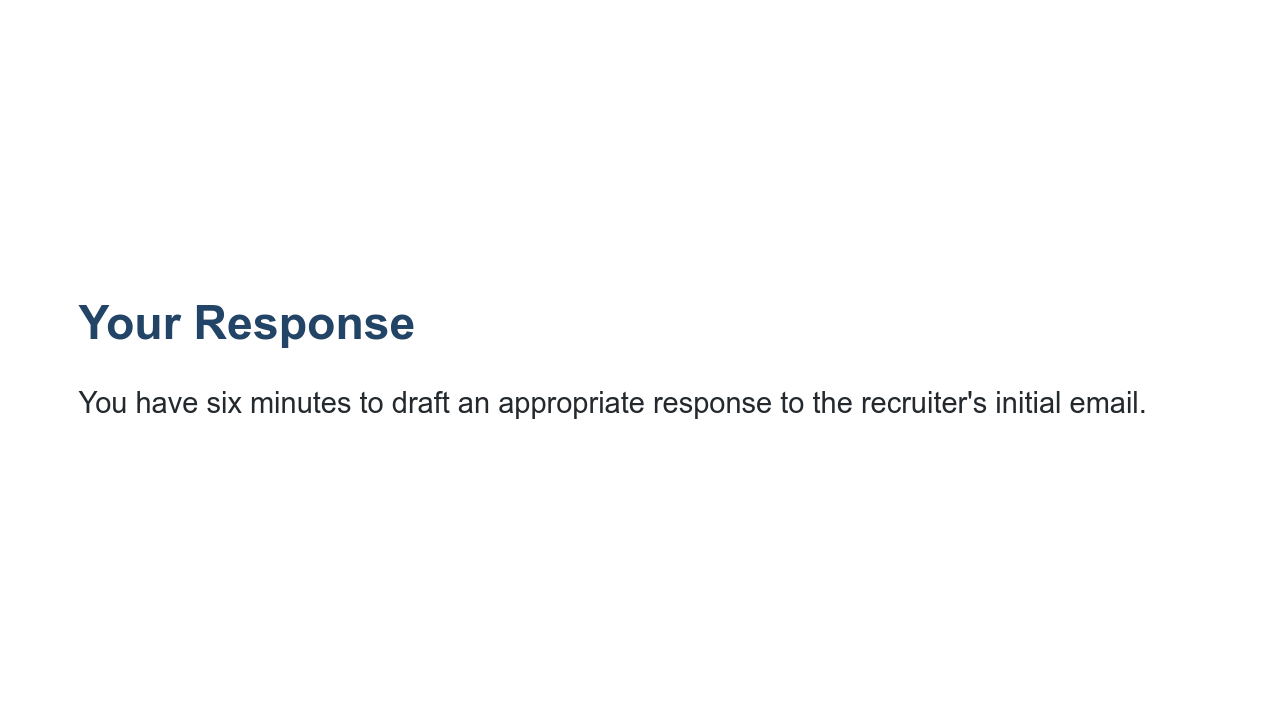 Your Response
You have six minutes to draft an appropriate response to the recruiter's initial email.